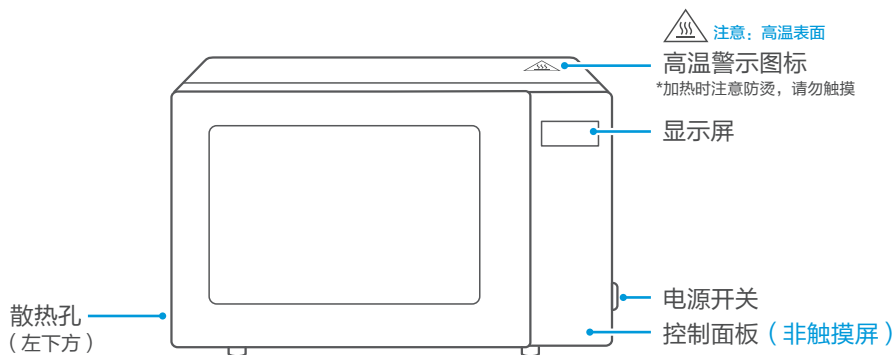 注意：高温表面
高温警示图标
*加热时注意防烫，请勿触摸
显示屏
电源开关
控制面板（非触摸屏）
散热孔
（左下方）